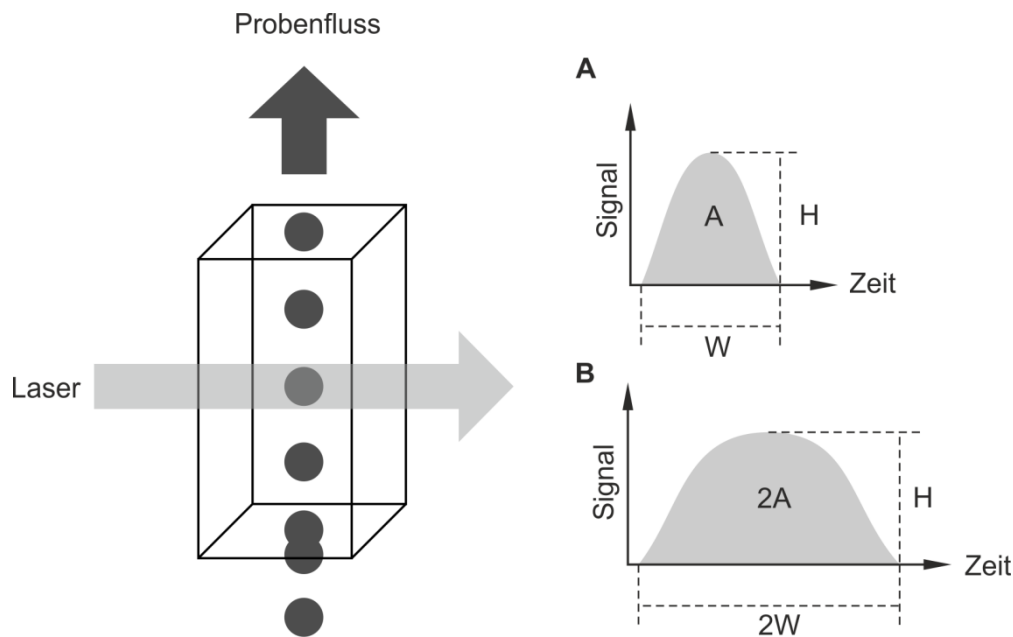 Probenfluss
Laser
A
Signal
A
H
Zeit
W
B
Signal
2A
H
Zeit
2W